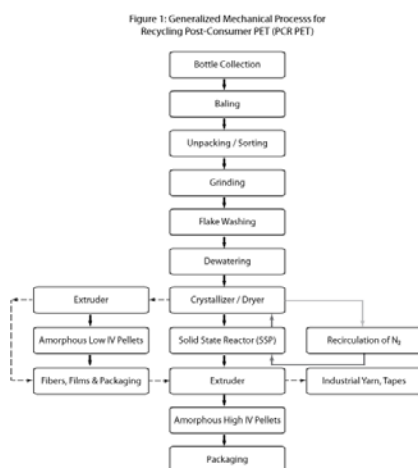 Figure 1: Generalized Mechanical Processs for
Recycling Post-Consumer PET (PCR PET)
Bottle Collection
Baling
Unpacking / Sorting
Grinding
Flake Washing
Dewatering
Extruder
Crystallizer / Dryer
Amorphous Low IV Pellets
Solid State Reactor (SSP)
Recirculation of N₂
Fibers, Films & Packaging
Extruder
Industrial Yarn, Tapes
Amorphous High IV Pellets
Packaging